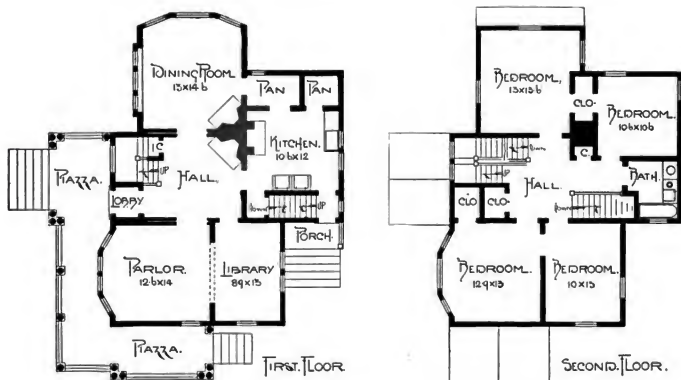 DINING ROOM
13X14·6
PAN
PAN
KITCHEN.
10·6X12
C
UP
PIAZZA.
HALL.
LOBBY
Down
UP
PORCH.
PARLOR.
12·6X14
LIBRARY
8·9X13
PIAZZA.
FIRST. FLOOR.
BEDROOM.
13X13·6
CLO·
BEDROOM.
10·6X10·6
C.
Down
UP
BATH.
HALL.
CLO
CLO·
Down
BEDROOM.
12·9X13
BEDROOM.
10X13
SECOND. FLOOR.